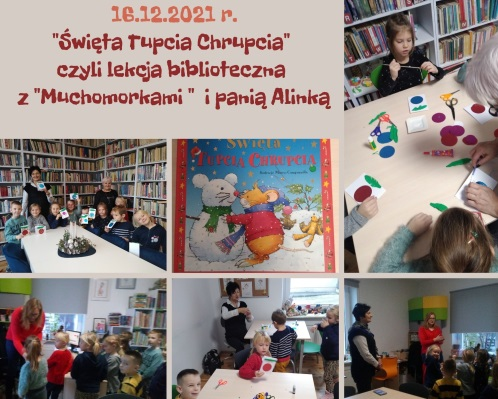 16.12.2021 r.
"Święta Tupcia Chrupcia"
czyli lekcja biblioteczna
z "Muchomorkami " i panią Alinką
Święta
TUPCIA CHRUPCIA